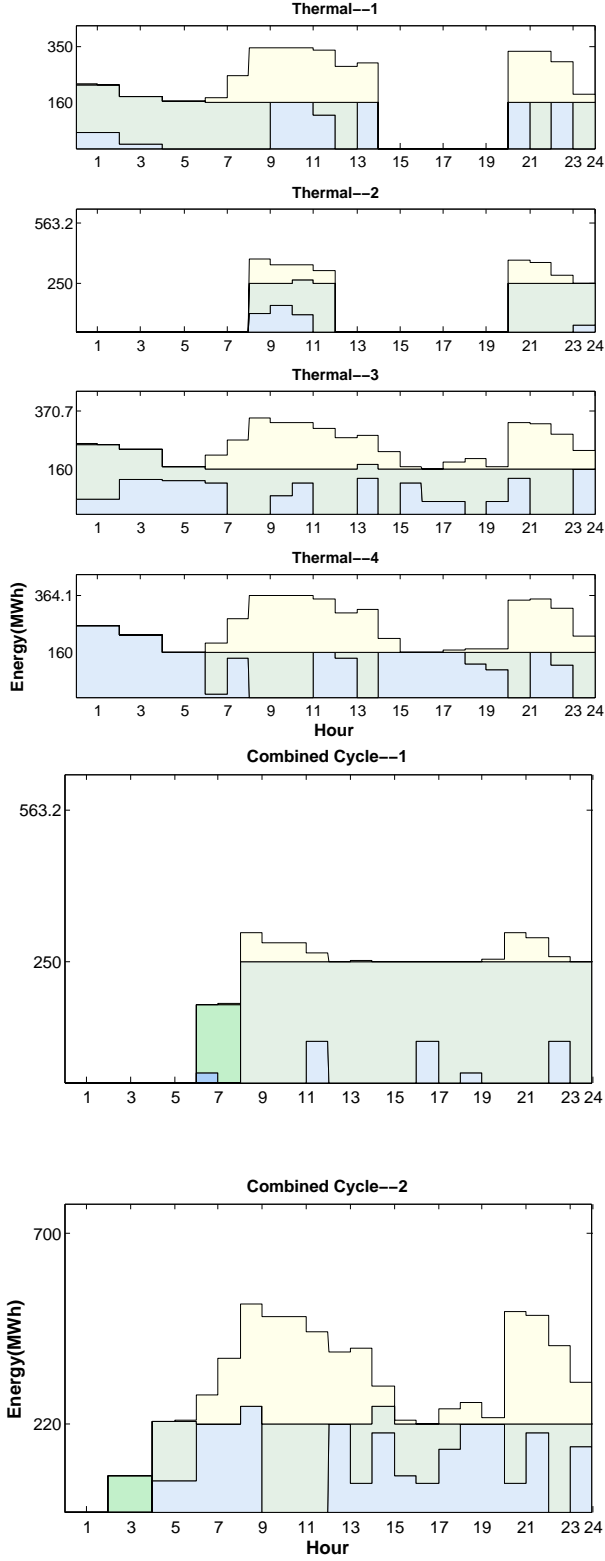 Thermal−−1
350
160
1 3 5 7 9 11 13 15 17 19 21 23 24
Thermal−−2
563.2
250
1 3 5 7 9 11 13 15 17 19 21 23 24
Thermal−−3
370.7
160
1 3 5 7 9 11 13 15 17 19 21 23 24
Thermal−−4
364.1
160
Energy(MWh)
1 3 5 7 9 11 13 15 17 19 21 23 24
Hour
Combined Cycle−−1
563.2
250
1 3 5 7 9 11 13 15 17 19 21 23 24
Combined Cycle−−2
700
220
Energy(MWh)
1 3 5 7 9 11 13 15 17 19 21 23 24
Hour